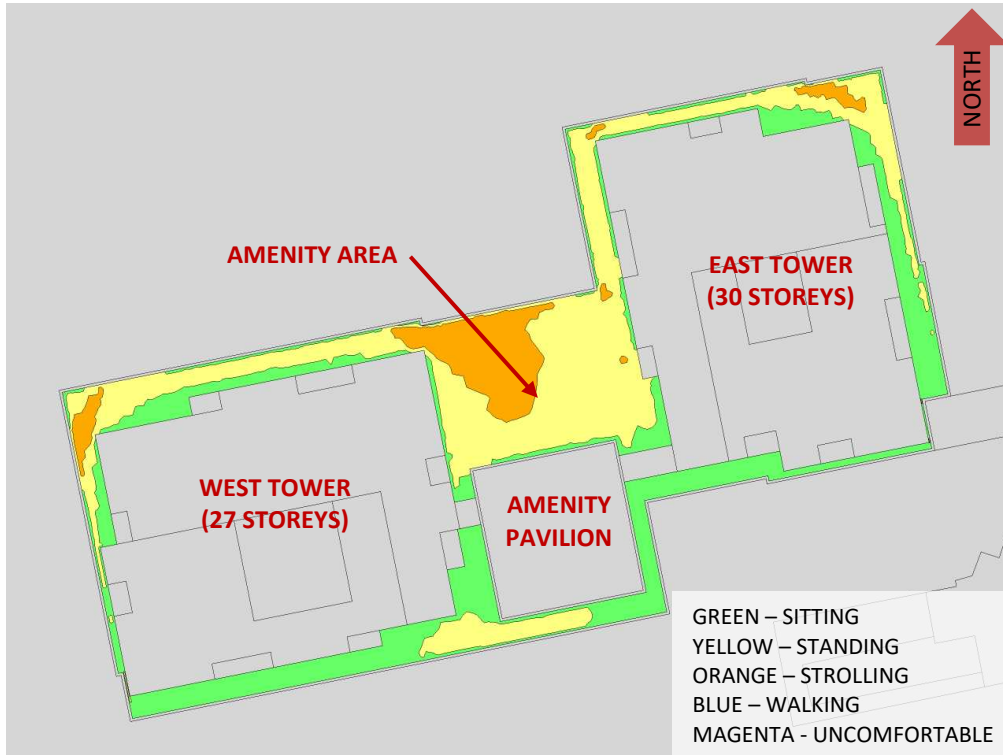 NORTH
AMENITY AREA
EAST TOWER
(30 STOREYS)
WEST TOWER
(27 STOREYS)
AMENITY
PAVILION
GREEN – SITTING
YELLOW – STANDING
ORANGE – STROLLING
BLUE – WALKING
MAGENTA - UNCOMFORTABLE